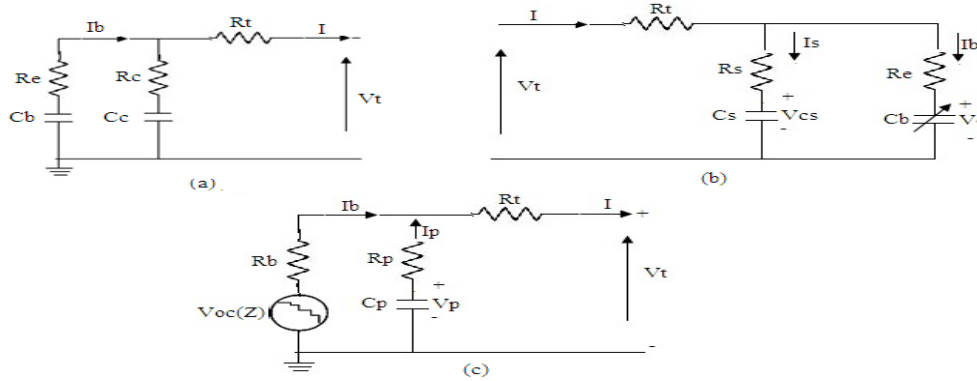 Ib
Rt
I
-
Re
Rc
Cb
Cc
Vt
(a)
I
Rt
Is
Ib
Rs
Re
Vt
+
Cs
Vcs
-
Cb
+
-
(b)
Ib
Rt
I
+
Ip
Rb
Rp
+
Voc(Z)
Cp
Vp
-
Vt
-
(c)